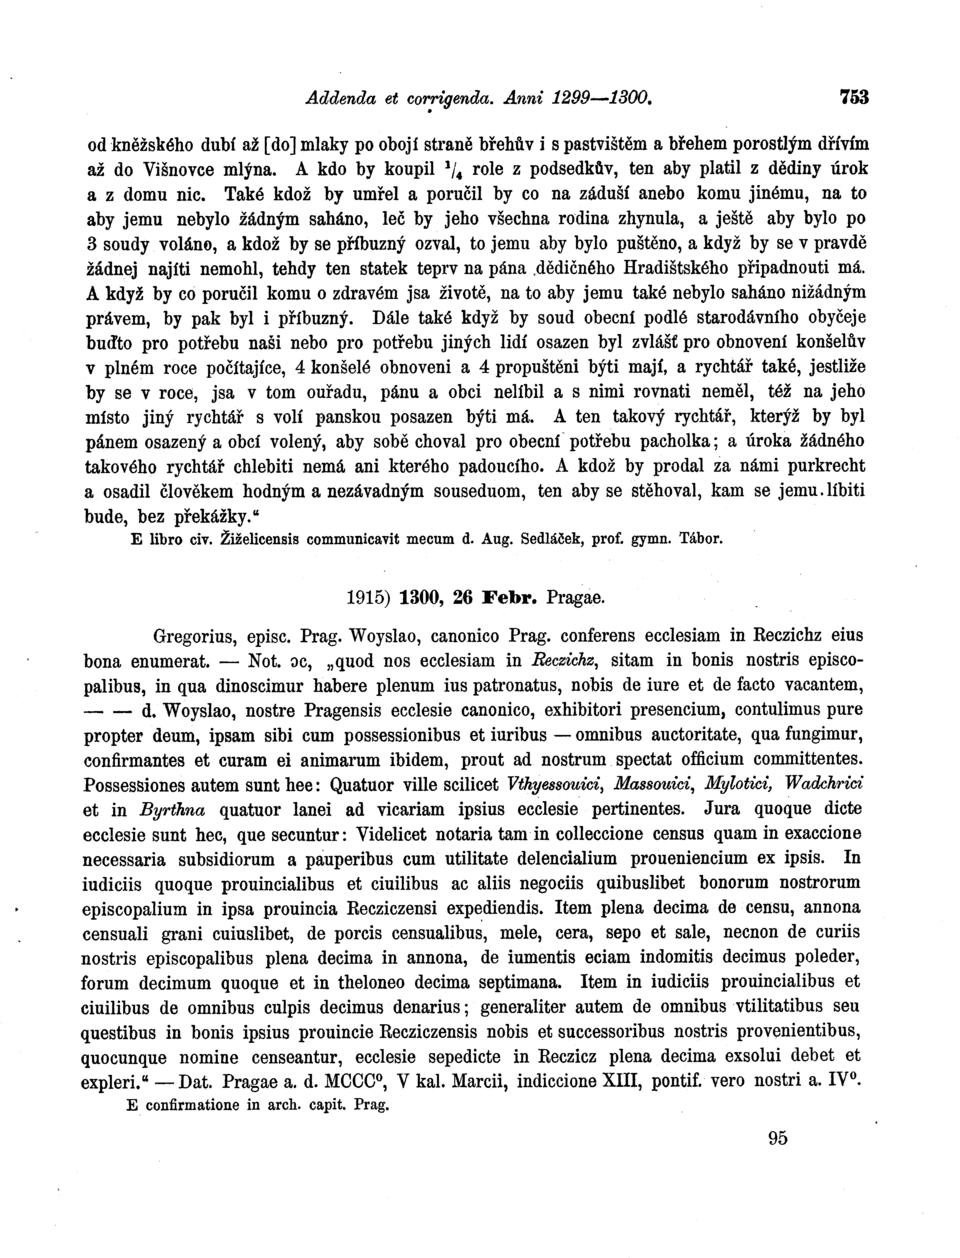 Addenda et corrigenda. Anni 1299—1300. 753
od kněžského dubí až [do] mlaky po obojí straně břehův i s pastvištěm a břehem porostlým dřívím
až do Višnovce mlýna. A kdo by koupil 1/4 role z podsedkův, ten aby platil z dědiny úrok
a z domu nic. Také kdož by umřel a poručil by co na záduší anebo komu jinému, na to
aby jemu nebylo žádným saháno, leč by jeho všechna rodina zhynula, a ještě aby bylo po
3 soudy voláno, a kdož by se příbuzný ozval, to jemu aby bylo puštěno, a když by se v pravdě
žádnej najíti nemohl, tehdy ten statek teprv na pána dědičného Hradištského připadnouti má.
A když by co poručil komu o zdravém jsa životě, na to aby jemu také nebylo saháno nižádným
právem, by pak byl i příbuzný. Dále také když by soud obecní podlé starodávního obyčeje
buďto pro potřebu naši nebo pro potřebu jiných lidí osazen byl zvlášť pro obnovení konšelův
v plném roce počítajíce, 4 konšelé obnoveni a 4 propuštěni býti mají, a rychtář také, jestliže
by se v roce, jsa v tom ouřadu, pánu a obci nelíbil a s nimi rovnati neměl, též na jeho
místo jiný rychtář s volí panskou posazen býti má. A ten takový rychtář, kterýž by byl
pánem osazený a obcí volený, aby sobě choval pro obecní potřebu pacholka; a úroka žádného
takového rychtář chlebiti nemá ani kterého padoucího. A kdož by prodal za námi purkrecht
a osadil člověkem hodným a nezávadným souseduom, ten aby se stěhoval, kam se jemu líbiti
bude, bez překážky.“
E libro civ. Žiželicensis communicavit mecum d. Aug. Sedláček, prof. gymn. Tábor.
1915) 1300, 26 Febr. Pragae.
Gregorius, episc. Prag. Woyslao, canonico Prag. conferens ecclesiam in Reczichz eius
bona enumerat. — Not. ɔc, „quod nos ecclesiam in Reczichz, sitam in bonis nostris episco-
palibus, in qua dinoscimur habere plenum ius patronatus, nobis de iure et de facto vacantem,
— — d. Woyslao, nostre Pragensis ecclesie canonico, exhibitori presencium, contulimus pure
propter deum, ipsam sibi cum possessionibus et iuribus — omnibus auctoritate, qua fungimur,
confirmantes et curam ei animarum ibidem, prout ad nostrum spectat officium committentes.
Possessiones autem sunt hee: Quatuor ville scilicet Vthyessouici, Massouici, Mylotici, Wadchrici
et in Byrthna quatuor lanei ad vicariam ipsius ecclesie pertinentes. Jura quoque dicte
ecclesie sunt hec, que secuntur: Videlicet notaria tam in colleccione census quam in exaccione
necessaria subsidiorum a pauperibus cum utilitate delencialium proueniencium ex ipsis. In
iudiciis quoque prouincialibus et ciuilibus ac aliis negociis quibuslibet bonorum nostrorum
episcopalium in ipsa prouincia Recziczensi expediendis. Item plena decima de censu, annona
censuali grani cuiuslibet, de porcis censualibus, mele, cera, sepo et sale, necnon de curiis
nostris episcopalibus plena decima in annona, de iumentis eciam indomitis decimus poleder,
forum decimum quoque et in theloneo decima septimana. Item in iudiciis prouincialibus et
ciuilibus de omnibus culpis decimus denarius; generaliter autem de omnibus vtilitatibus seu
questibus in bonis ipsius prouincie Recziczensis nobis et successoribus nostris provenientibus,
quocunque nomine censeantur, ecclesie sepedicte in Reczicz plena decima exsolui debet et
expleri.“ — Dat. Pragae a. d. MCCC⁰, V kal. Marcii, indiccione XIII, pontif. vero nostri a. IV⁰.
E confirmatione in arch. capit. Prag.
95